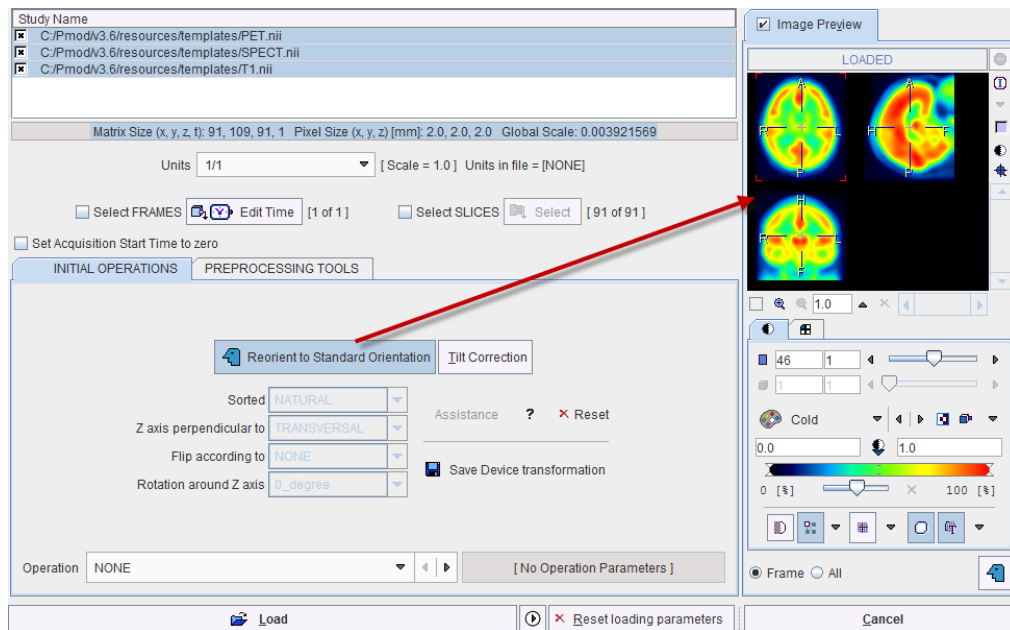 Study Name
C:/Pmod/v3.6/resources/templates/PET.nii
C:/Pmod/v3.6/resources/templates/SPECT.nii
C:/Pmod/v3.6/resources/templates/T1.nii
Matrix Size (x, y, z, t): 91, 109, 91, 1 Pixel Size (x, y, z) [mm]: 2.0, 2.0, 2.0 Global Scale: 0.003921569
Units 1/1 [ Scale = 1.0 ] Units in file = [NONE]
Select FRAMES Edit Time [1 of 1 ] Select SLICES Select [ 91 of 91 ]
Set Acquisition Start Time to zero
INITIAL OPERATIONS PREPROCESSING TOOLS
Reorient to Standard Orientation Tilt Correction
Sorted NATURAL
Z axis perpendicular to TRANSVERSAL
Flip according to NONE
Rotation around Z axis 0_degree
Assistance ? Reset
Save Device transformation
Operation NONE [ No Operation Parameters ]
Load Reset loading parameters Cancel
Image Preview
LOADED
A A
R L H F
P P
H
R L
F
1.0
46 1
1 1
Cold
0.0 1.0
0 [%] 100 [%]
Frame All